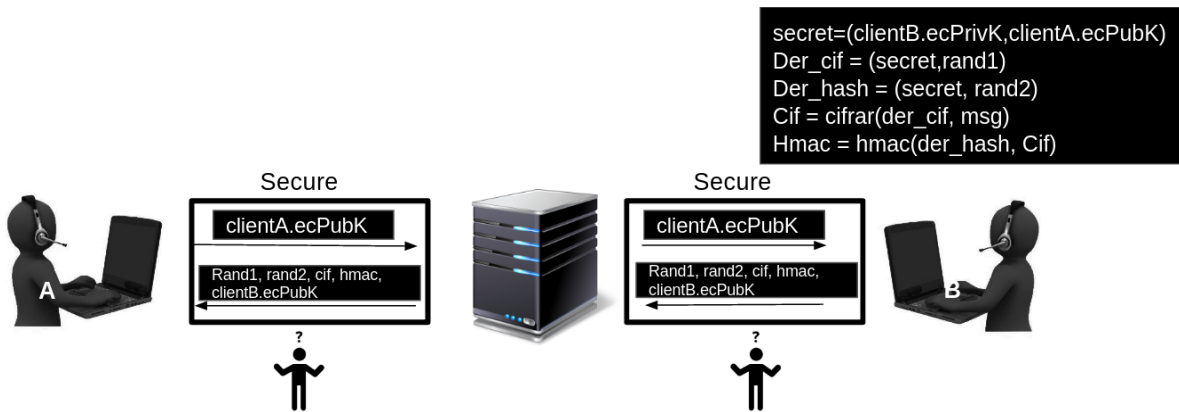 secret=(clientB.ecPrivK,clientA.ecPubK)
Der_cif = (secret,rand1)
Der_hash = (secret, rand2)
Cif = cifrar(der_cif, msg)
Hmac = hmac(der_hash, Cif)
Secure
Secure
clientA.ecPubK
clientA.ecPubK
Rand1, rand2, cif, hmac,
clientB.ecPubK
Rand1, rand2, cif, hmac,
clientB.ecPubK
A
B
?
?